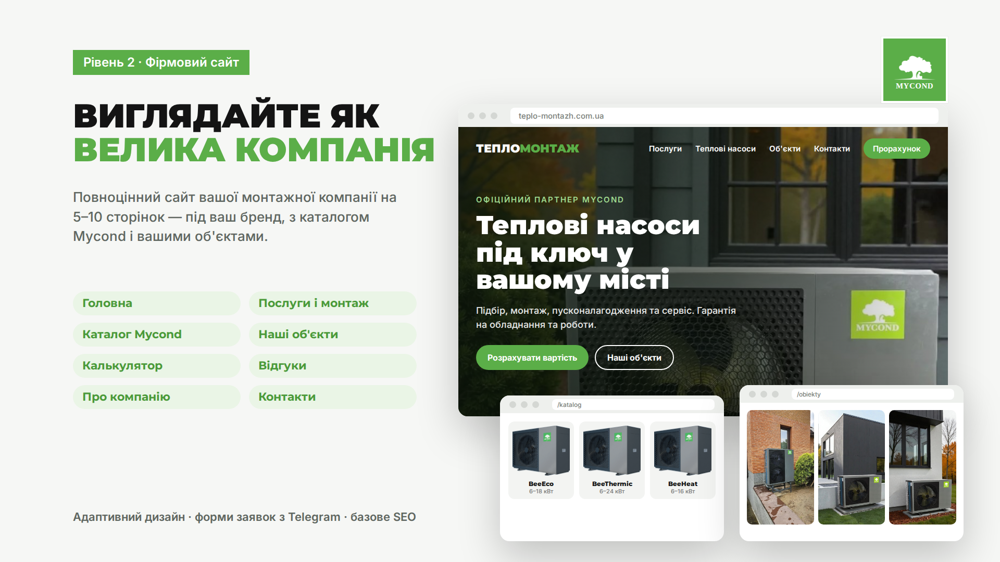 Рівень 2 · Фірмовий сайт
ВИГЛЯДАЙТЕ ЯК
ВЕЛИКА КОМПАНІЯ
Повноцінний сайт вашої монтажної компанії на
5–10 сторінок — під ваш бренд, з каталогом
Mycond і вашими об'єктами.
Головна
Послуги і монтаж
Каталог Mycond
Наші об'єкти
Калькулятор
Відгуки
Про компанію
Контакти
Адаптивний дизайн · форми заявок з Telegram · базове SEO
MYCOND
teplo-montazh.com.ua
ТЕПЛОМОНТАЖ
Послуги
Теплові насоси
Об'єкти
Контакти
Прорахунок
ОФІЦІЙНИЙ ПАРТНЕР MYCOND
Теплові насоси
під ключ у
вашому місті
Підбір, монтаж, пусконалагодження та сервіс. Гарантія
на обладнання та роботи.
Розрахувати вартість
Наші об'єкти
MYCOND
/katalog
BeeEco
6–18 кВт
BeeThermic
6–24 кВт
BeeHeat
6–16 кВт
/obiekty